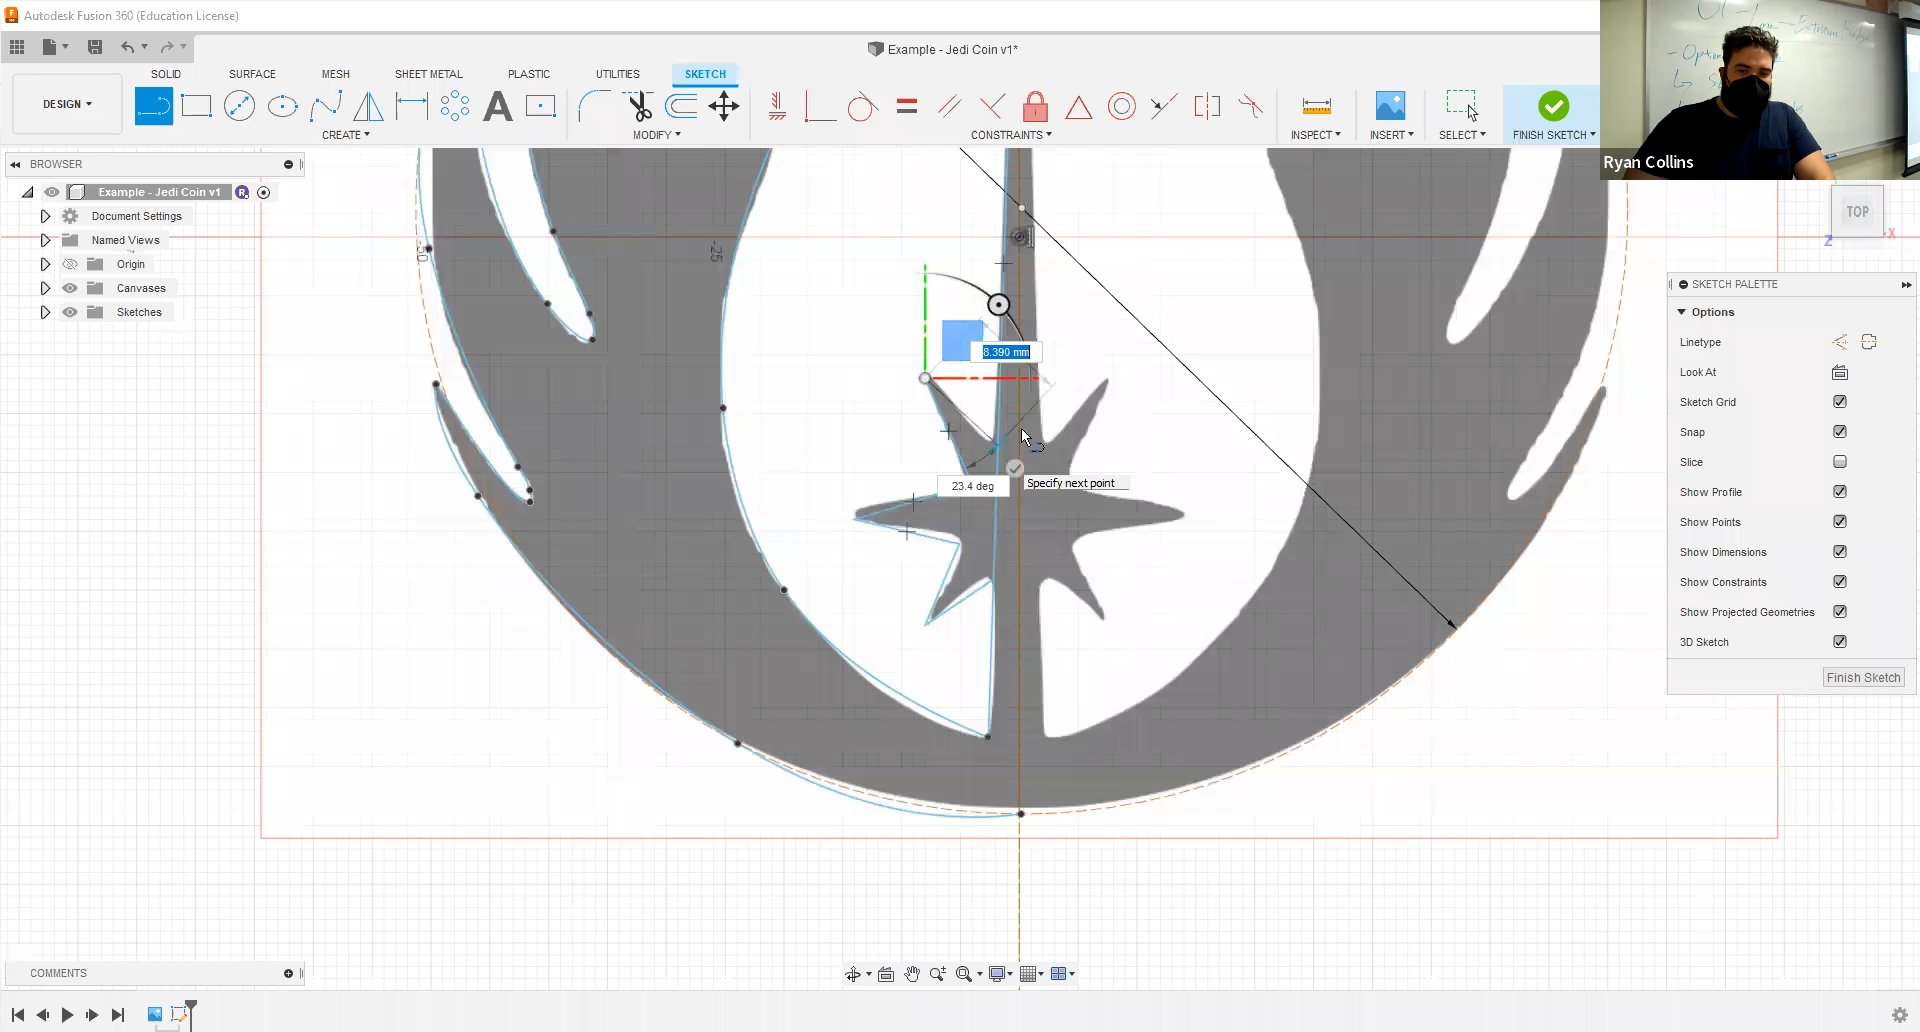 Autodesk Fusion 360 (Education License)
Example - Jedi Coin v1*
SOLID SURFACE MESH SHEET METAL PLASTIC UTILITIES SKETCH
DESIGN
CREATE MODIFY CONSTRAINTS INSPECT INSERT SELECT FINISH SKETCH
Ryan Collins
BROWSER
Example - Jedi Coin v1
Document Settings
Named Views
Origin
Canvases
Sketches
-50
-25
8.390 mm
23.4 deg
Specify next point
TOP
Z
X
SKETCH PALETTE
Options
Linetype
Look At
Sketch Grid
Snap
Slice
Show Profile
Show Points
Show Dimensions
Show Constraints
Show Projected Geometries
3D Sketch
Finish Sketch
COMMENTS